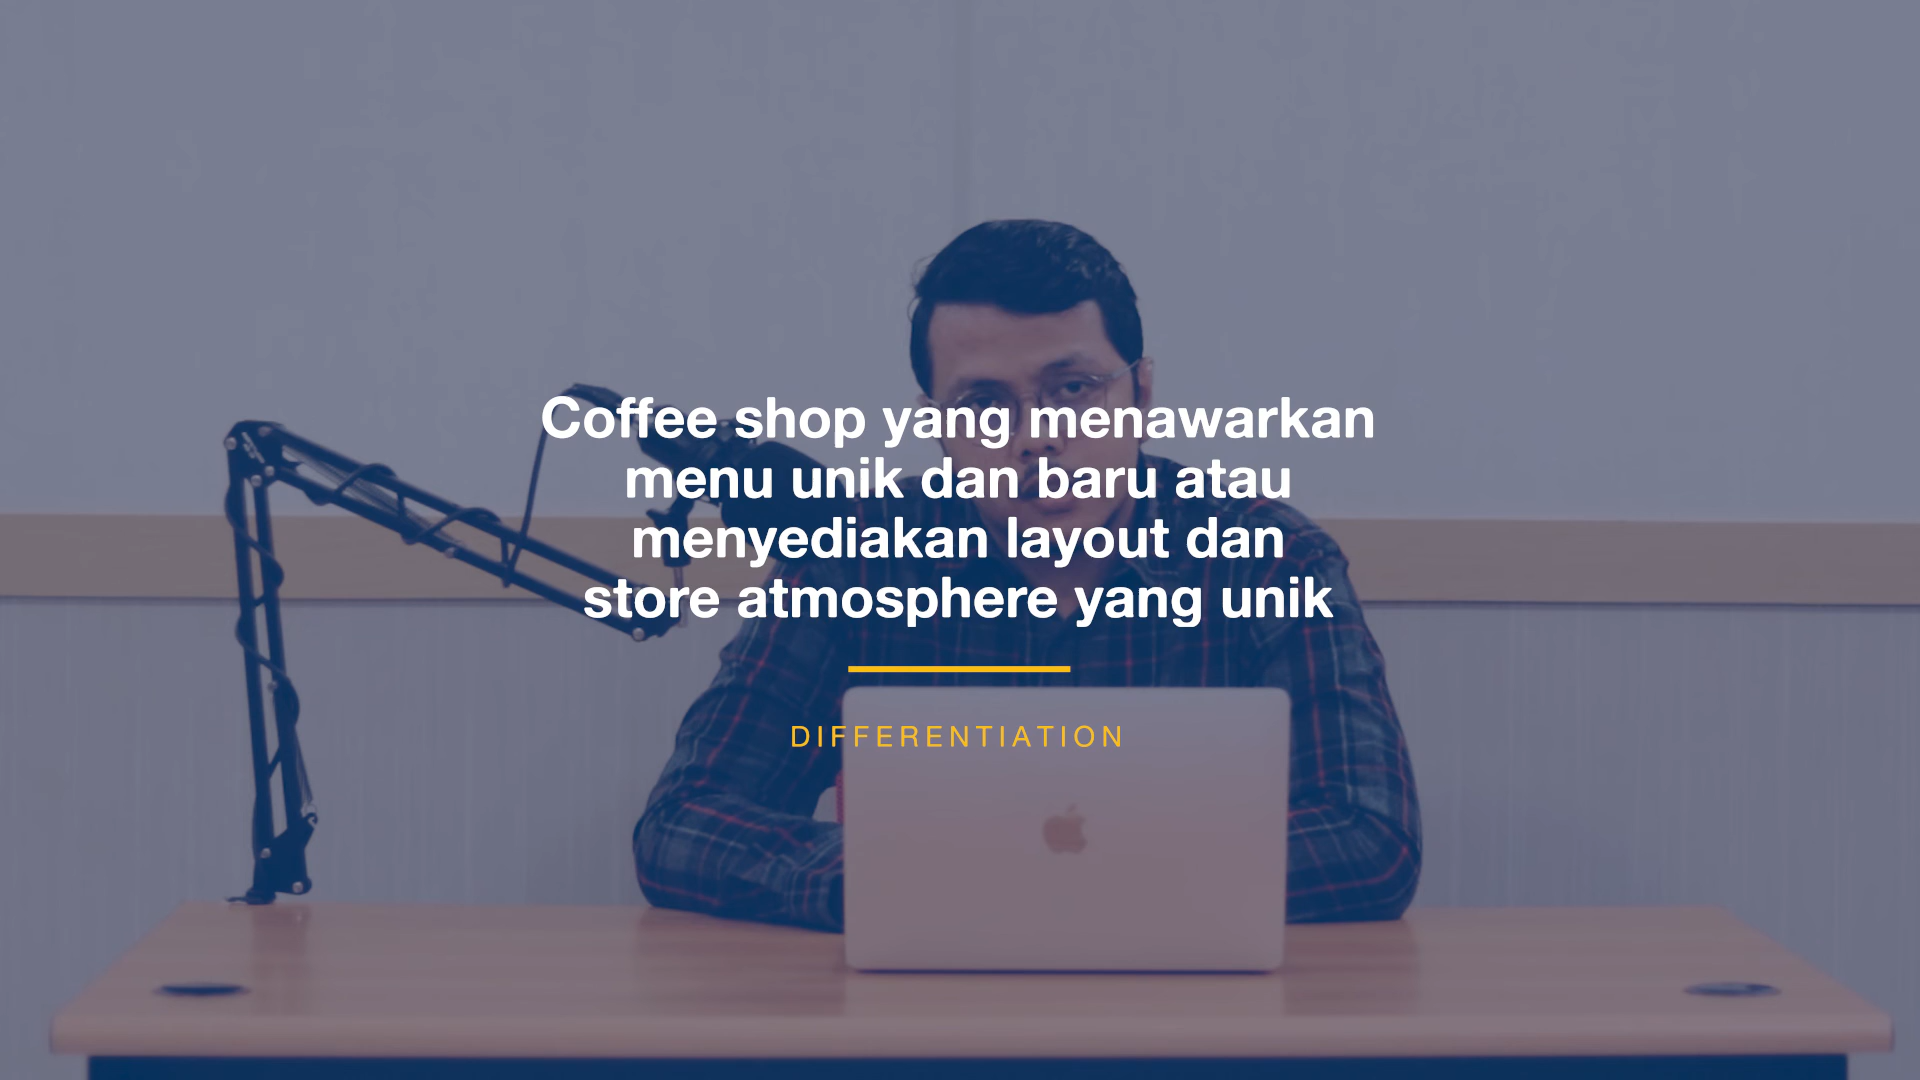 Coffee shop yang menawarkan
menu unik dan baru atau
menyediakan layout dan
store atmosphere yang unik
DIFFERENTIATION